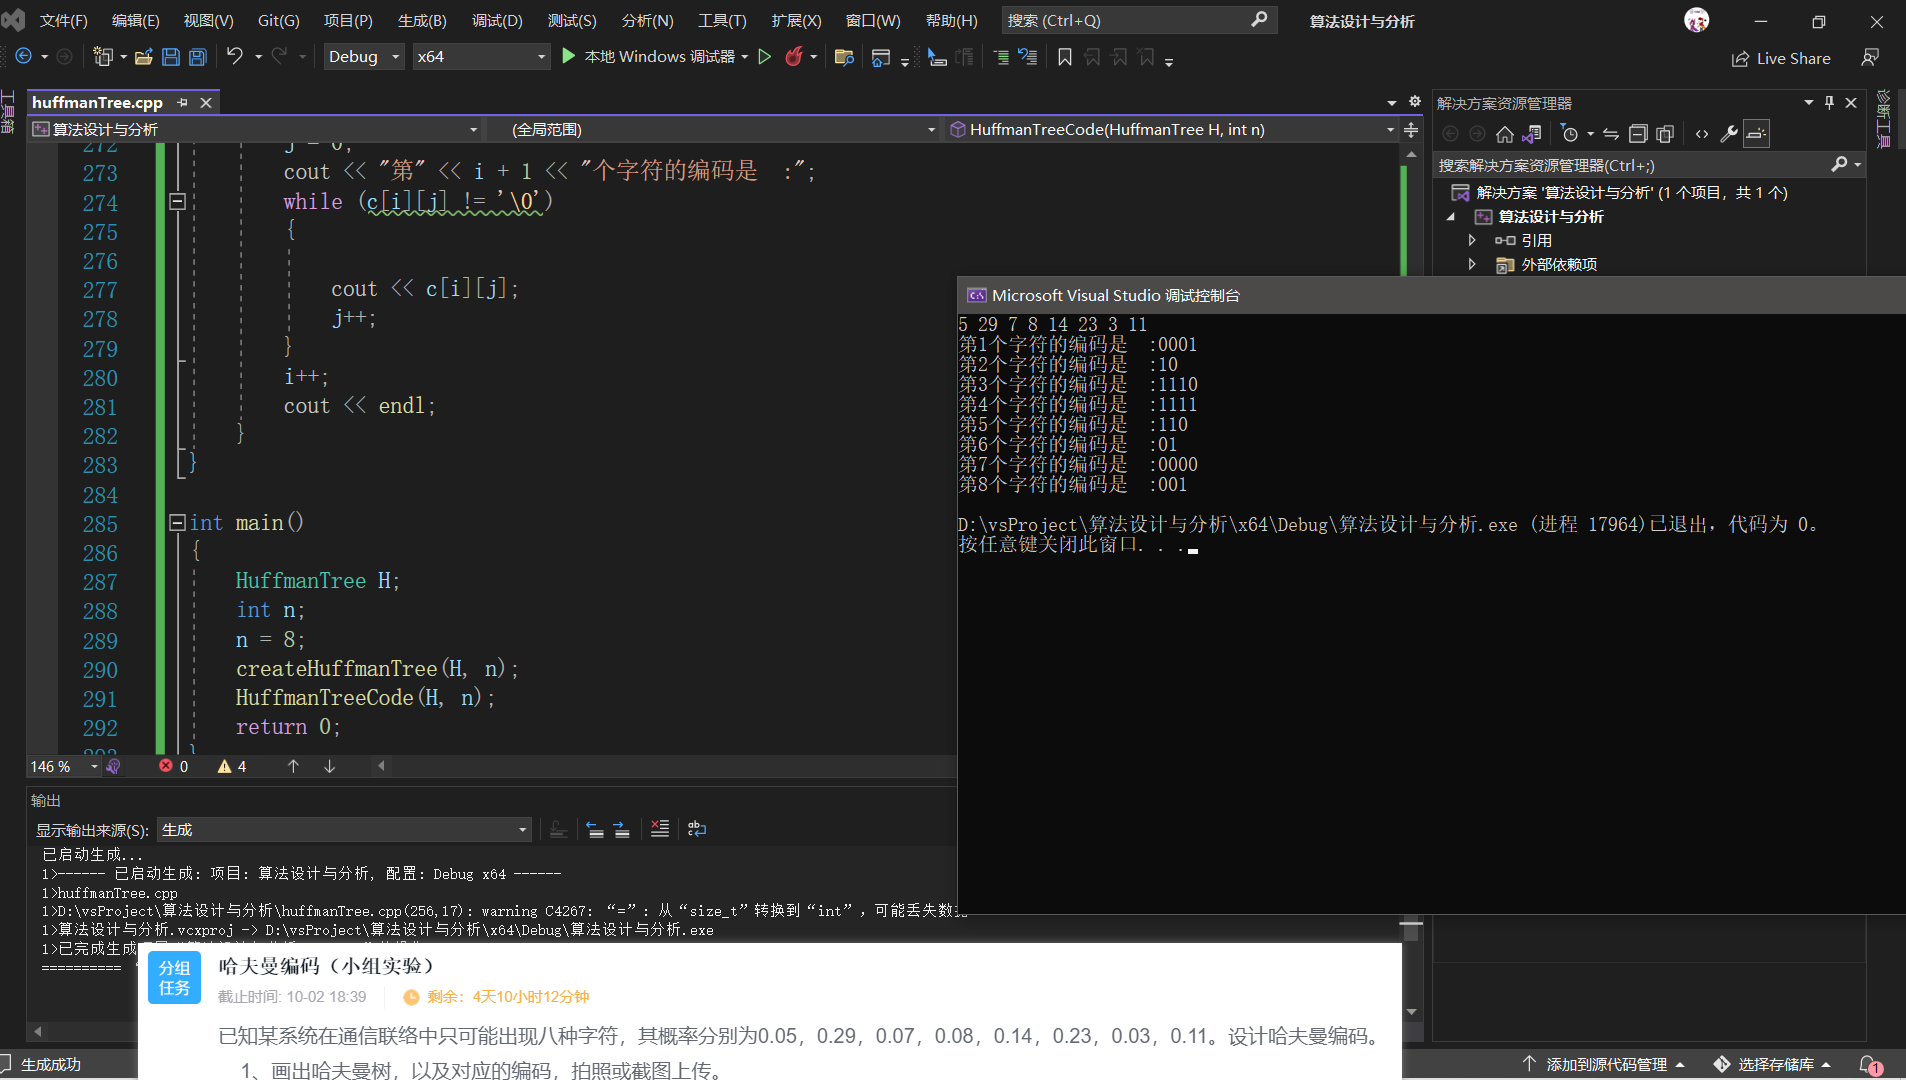 文件(F) 编辑(E) 视图(V) Git(G) 项目(P) 生成(B) 调试(D) 测试(S) 分析(N) 工具(T) 扩展(X) 窗口(W) 帮助(H) 搜索 (Ctrl+Q) 算法设计与分析
Debug x64 本地 Windows 调试器 Live Share
工具箱
huffmanTree.cpp
算法设计与分析 (全局范围) HuffmanTreeCode(HuffmanTree H, int n)
272 j = 0;
273 cout << "第" << i + 1 << "个字符的编码是  :";
274 while (c[i][j] != '\0')
275 {
276
277 cout << c[i][j];
278 j++;
279 }
280 i++;
281 cout << endl;
282 }
283 }
284
285 int main()
286 {
287 HuffmanTree H;
288 int n;
289 n = 8;
290 createHuffmanTree(H, n);
291 HuffmanTreeCode(H, n);
292 return 0;
293 }
146 % 0 4
输出
显示输出来源(S): 生成
已启动生成...
1>------ 已启动生成: 项目: 算法设计与分析, 配置: Debug x64 ------
1>huffmanTree.cpp
1>D:\vsProject\算法设计与分析\huffmanTree.cpp(256,17): warning C4267: “=”: 从“size_t”转换到“int”，可能丢失数据
1>算法设计与分析.vcxproj -> D:\vsProject\算法设计与分析\x64\Debug\算法设计与分析.exe
1>已完成生成
==========
解决方案资源管理器
搜索解决方案资源管理器(Ctrl+;)
解决方案 '算法设计与分析' (1 个项目，共 1 个)
算法设计与分析
引用
外部依赖项
诊断工具
Microsoft Visual Studio 调试控制台
5 29 7 8 14 23 3 11
第1个字符的编码是  :0001
第2个字符的编码是  :10
第3个字符的编码是  :1110
第4个字符的编码是  :1111
第5个字符的编码是  :110
第6个字符的编码是  :01
第7个字符的编码是  :0000
第8个字符的编码是  :001
D:\vsProject\算法设计与分析\x64\Debug\算法设计与分析.exe (进程 17964)已退出，代码为 0。
按任意键关闭此窗口. . .
分组
任务
哈夫曼编码（小组实验）
截止时间: 10-02 18:39 剩余：4天10小时12分钟
已知某系统在通信联络中只可能出现八种字符，其概率分别为0.05，0.29，0.07，0.08，0.14，0.23，0.03，0.11。设计哈夫曼编码。
1、画出哈夫曼树，以及对应的编码，拍照或截图上传。
生成成功 添加到源代码管理 选择存储库 1